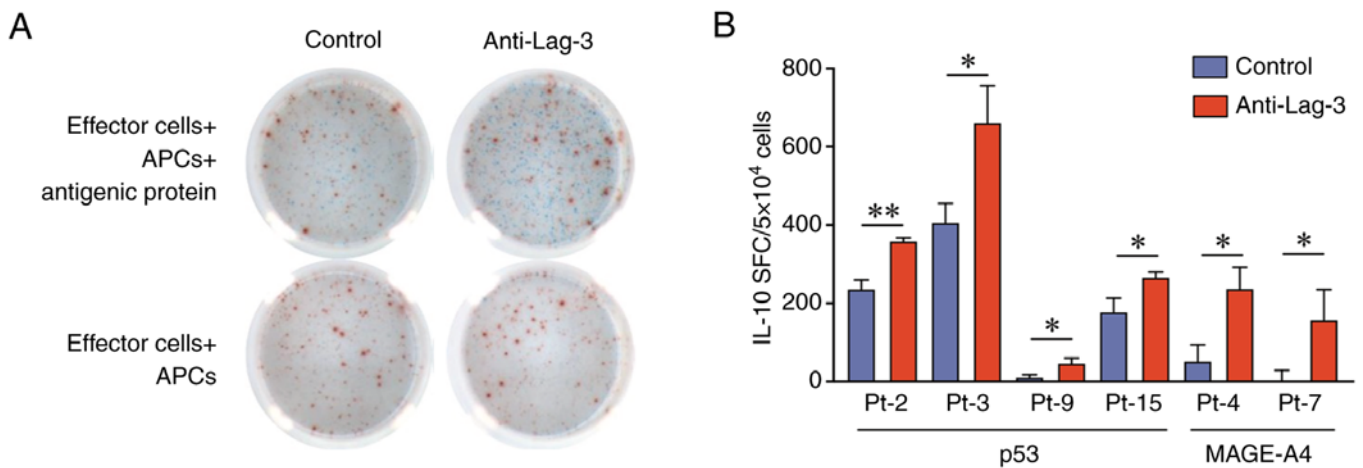 A
Control Anti-Lag-3
Effector cells+
APCs+
antigenic protein
Effector cells+
APCs
B
Control
Anti-Lag-3
IL-10 SFC/5x10⁴ cells
800
600
400
200
0
** * * * * *
Pt-2 Pt-3 Pt-9 Pt-15 Pt-4 Pt-7
p53 MAGE-A4